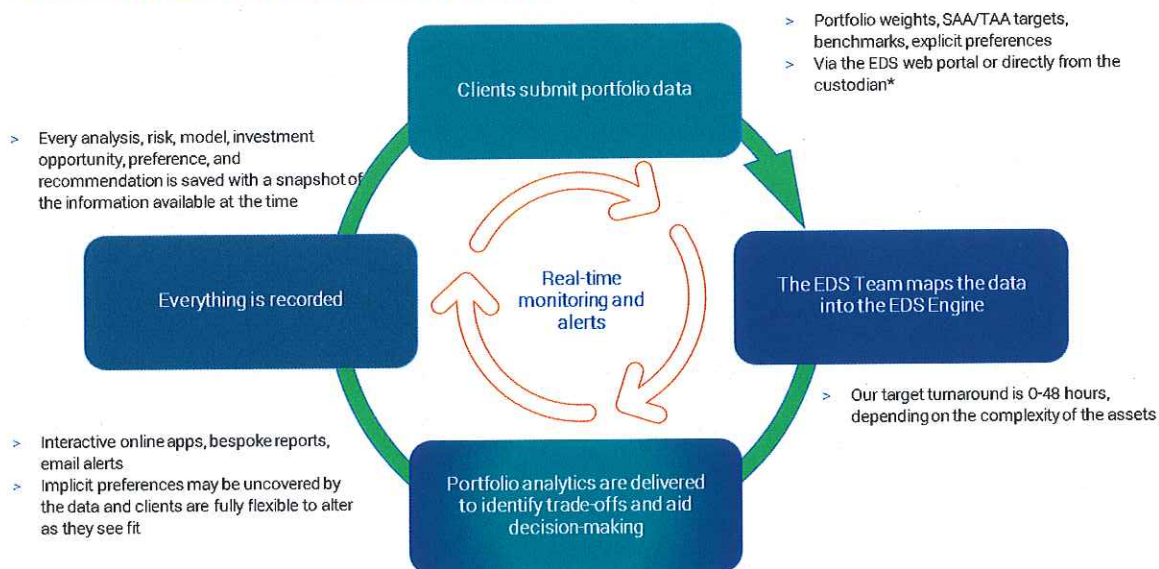 > Portfolio weights, SAA/TAA targets,
benchmarks, explicit preferences
> Via the EDS web portal or directly from the
custodian*
Clients submit portfolio data
> Every analysis, risk, model, investment
opportunity, preference, and
recommendation is saved with a snapshot of
the information available at the time
Everything is recorded
Real-time
monitoring and
alerts
The EDS Team maps the data
into the EDS Engine
> Our target turnaround is 0-48 hours,
depending on the complexity of the assets
> Interactive online apps, bespoke reports,
email alerts
> Implicit preferences may be uncovered by
the data and clients are fully flexible to alter
as they see fit
Portfolio analytics are delivered
to identify trade-offs and aid
decision-making